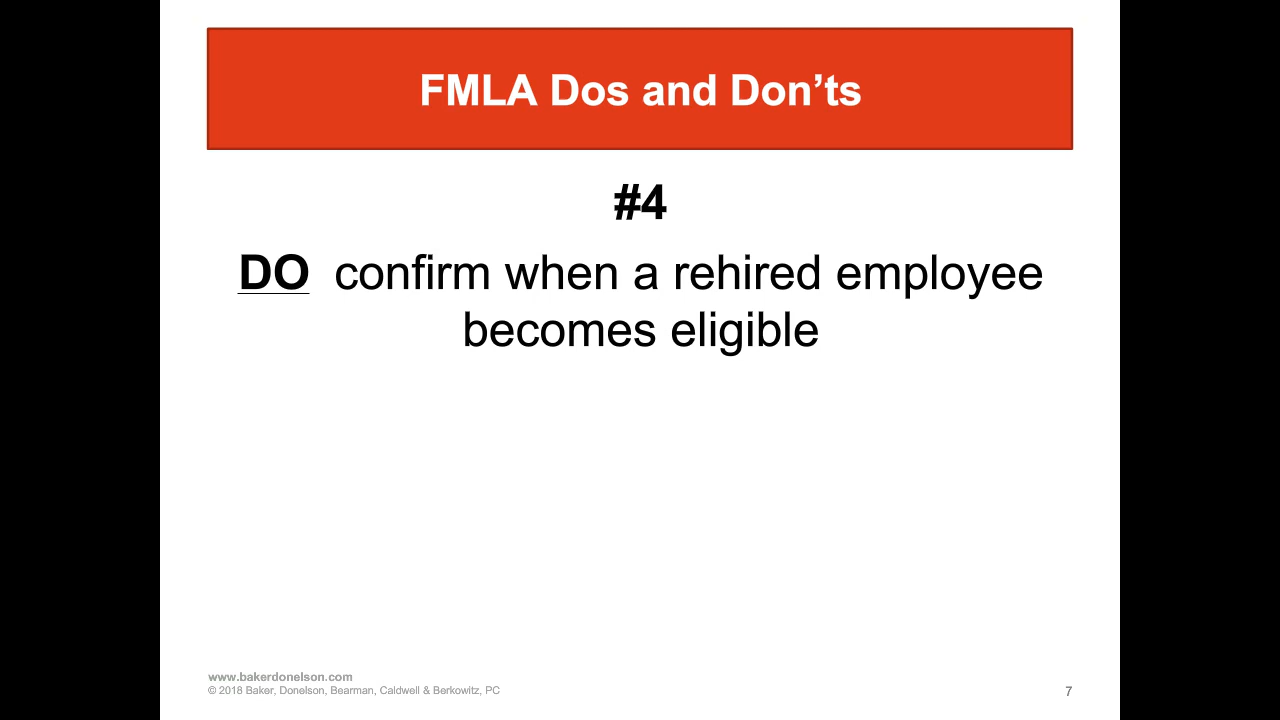 FMLA Dos and Don’ts
#4
DO confirm when a rehired employee
becomes eligible
www.bakerdonelson.com
© 2018 Baker, Donelson, Bearman, Caldwell & Berkowitz, PC
7